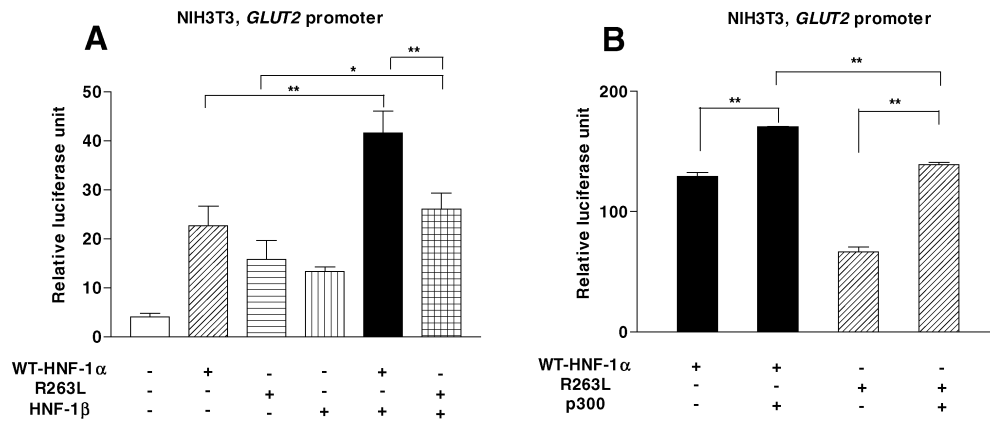 NIH3T3, GLUT2 promoter
A
**
*
**
Relative luciferase unit
50
40
30
20
10
0
WT-HNF-1α - + - - + -
R263L - - + - - +
HNF-1β - - - + + +
NIH3T3, GLUT2 promoter
B
**
**
**
Relative luciferase unit
200
100
0
WT-HNF-1α + + - -
R263L - - + +
p300 - + - +